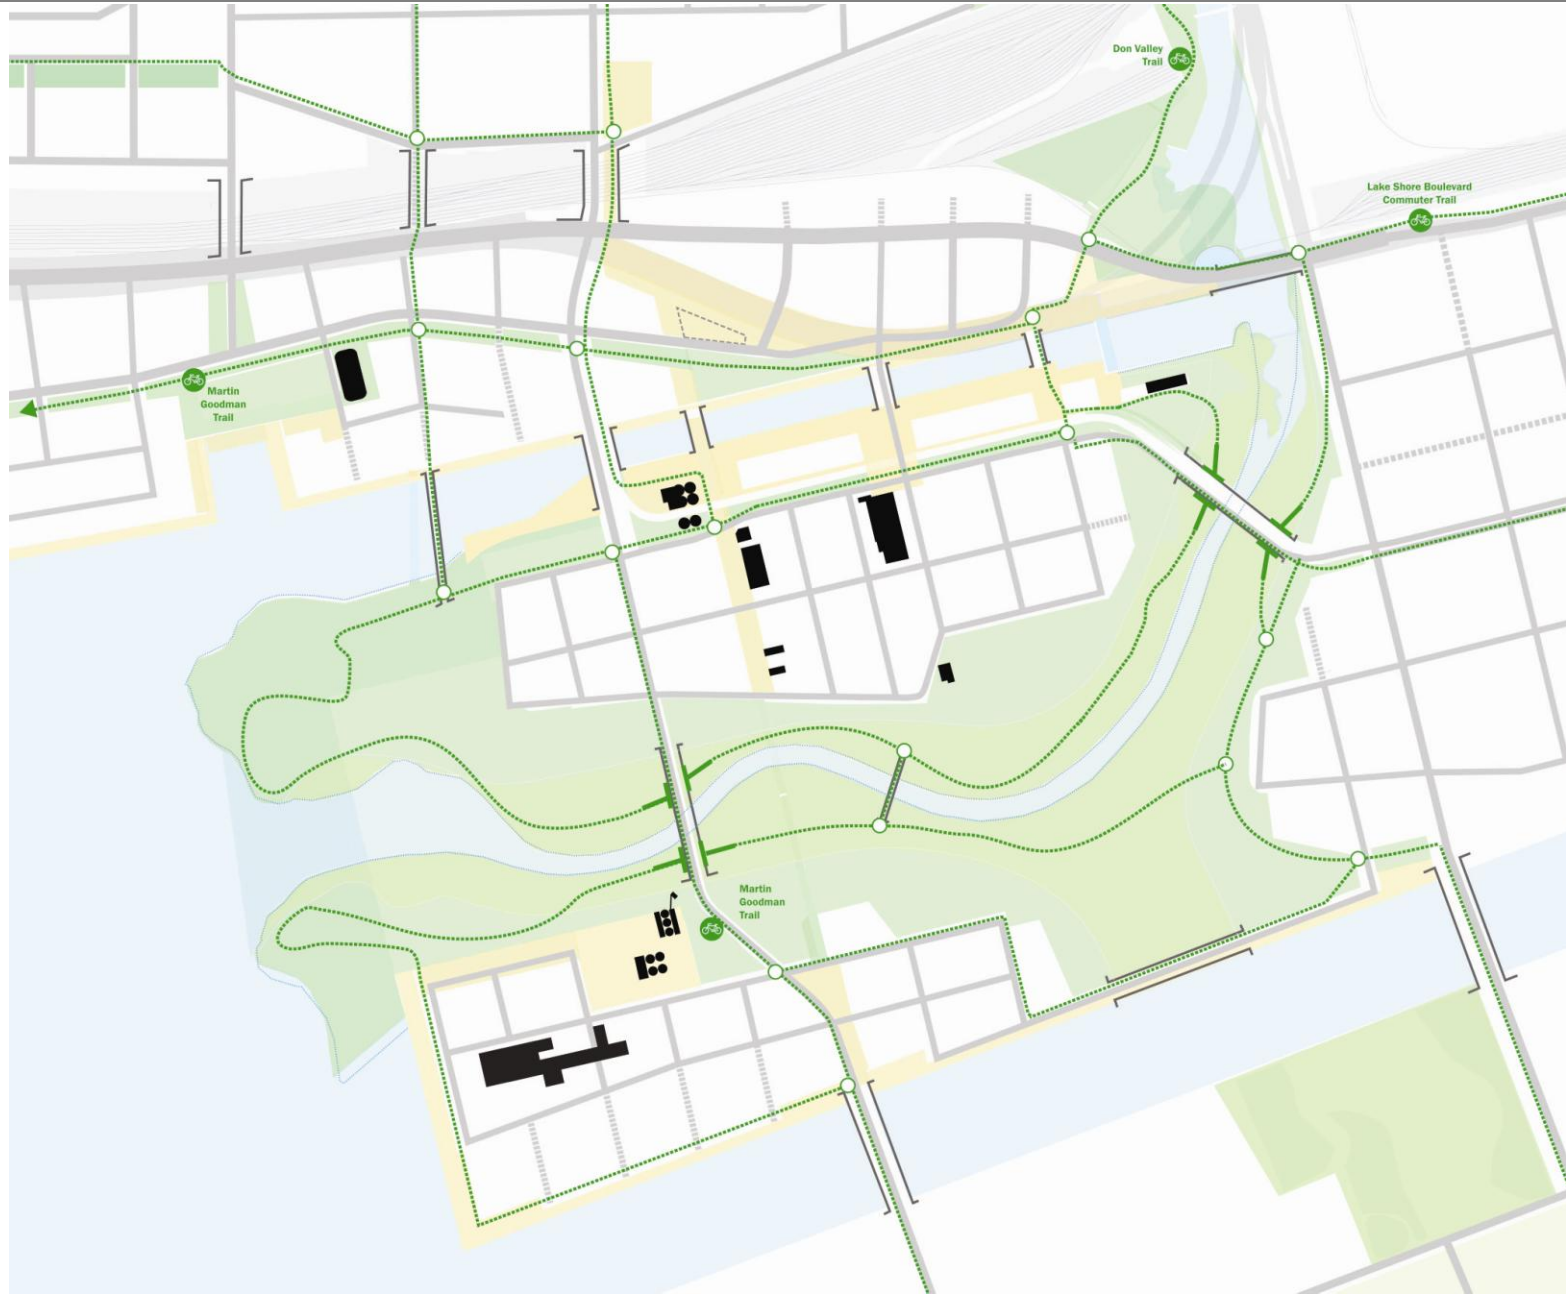 Don Valley
Trail
Lake Shore Boulevard
Commuter Trail
Martin
Goodman
Trail
Martin
Goodman
Trail